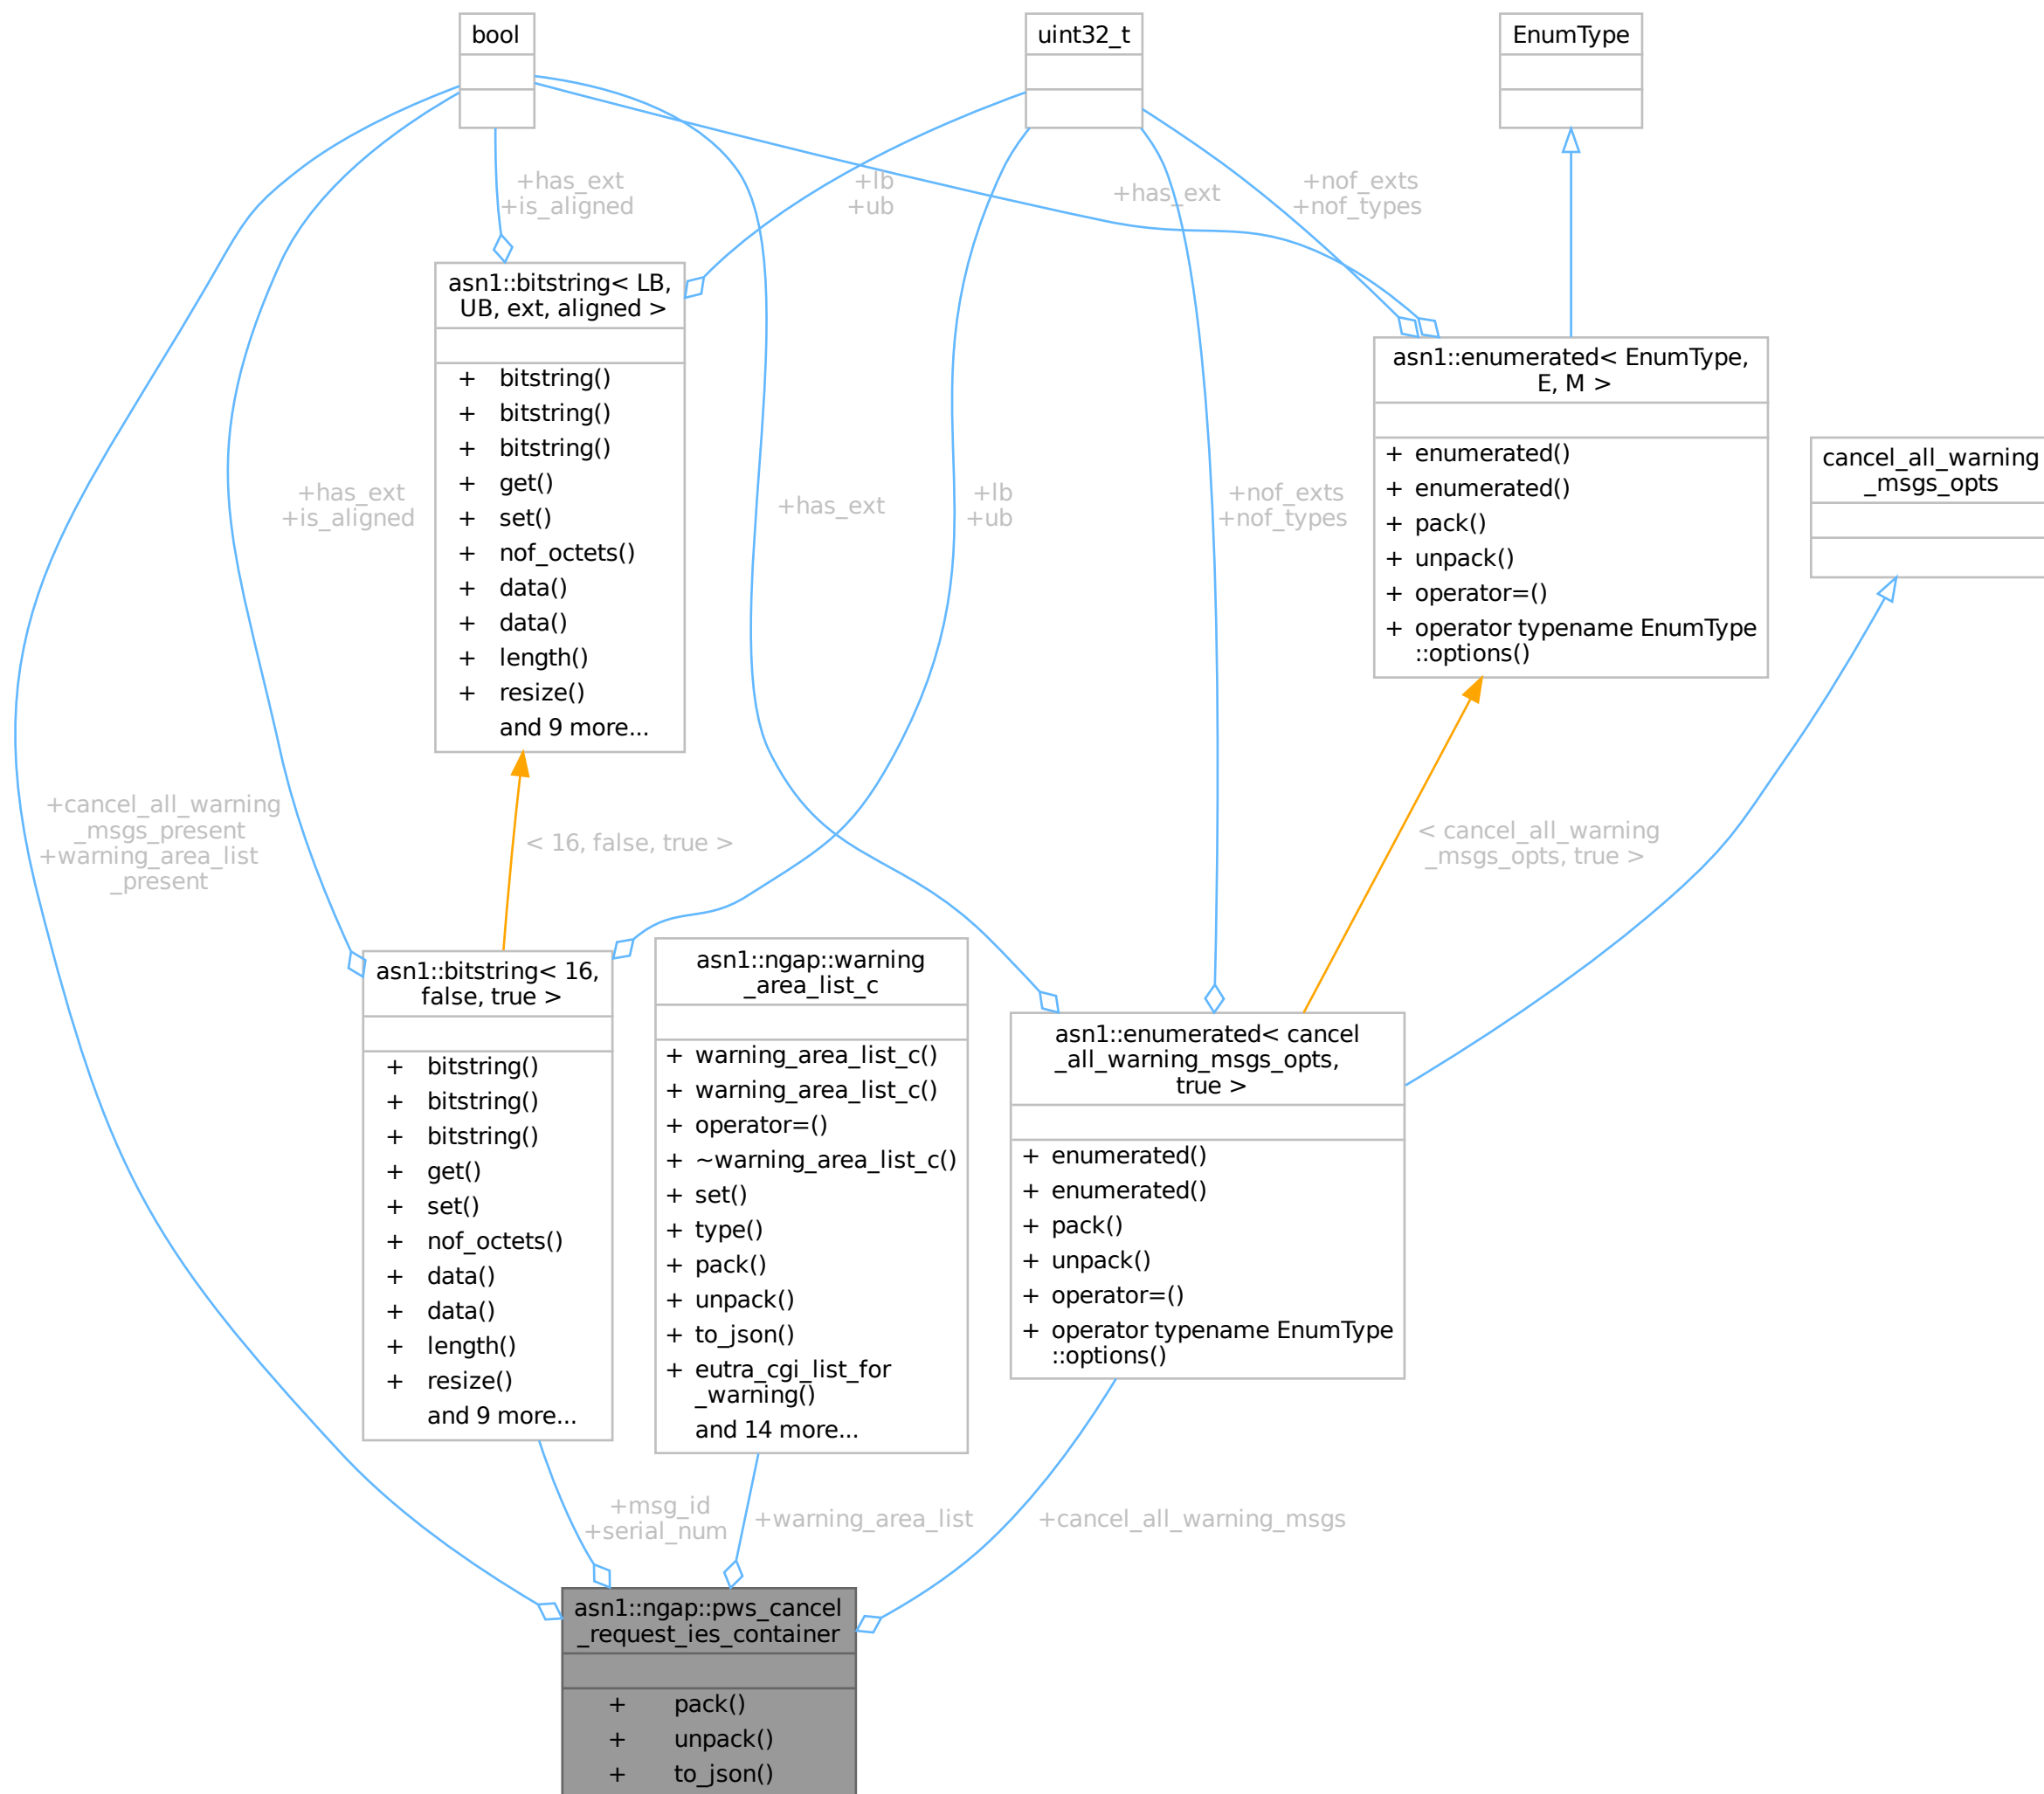 bool
uint32_t
EnumType
+has_ext
+is_aligned
+lb
+ub
+has_ext
+nof_exts
+nof_types
asn1::bitstring< LB,
UB, ext, aligned >
+ bitstring()
+ bitstring()
+ bitstring()
+ get()
+ set()
+ nof_octets()
+ data()
+ data()
+ length()
+ resize()
and 9 more...
asn1::enumerated< EnumType,
E, M >
+ enumerated()
+ enumerated()
+ pack()
+ unpack()
+ operator=()
+ operator typename EnumType
::options()
cancel_all_warning
_msgs_opts
+has_ext
+is_aligned
+has_ext
+lb
+ub
+nof_exts
+nof_types
+cancel_all_warning
_msgs_present
+warning_area_list
_present
< 16, false, true >
< cancel_all_warning
_msgs_opts, true >
asn1::bitstring< 16,
false, true >
+ bitstring()
+ bitstring()
+ bitstring()
+ get()
+ set()
+ nof_octets()
+ data()
+ data()
+ length()
+ resize()
and 9 more...
asn1::ngap::warning
_area_list_c
+ warning_area_list_c()
+ warning_area_list_c()
+ operator=()
+ ~warning_area_list_c()
+ set()
+ type()
+ pack()
+ unpack()
+ to_json()
+ eutra_cgi_list_for
_warning()
and 14 more...
asn1::enumerated< cancel
_all_warning_msgs_opts,
true >
+ enumerated()
+ enumerated()
+ pack()
+ unpack()
+ operator=()
+ operator typename EnumType
::options()
+msg_id
+serial_num
+warning_area_list
+cancel_all_warning_msgs
asn1::ngap::pws_cancel
_request_ies_container
+ pack()
+ unpack()
+ to_json()